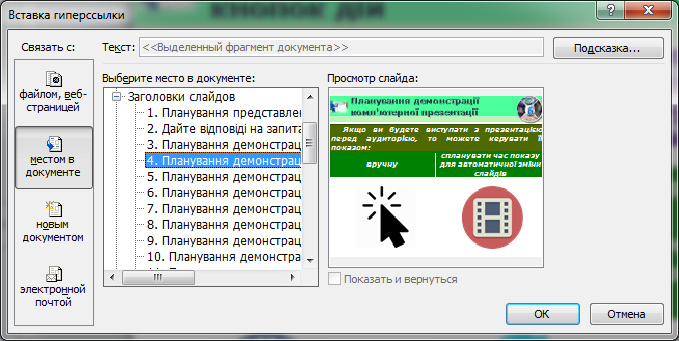 кнопок дій
Вставка гиперссылки
Связать с:
Текст:
<<Выделенный фрагмент документа>>
Подсказка...
файлом, веб-
страницей
местом в
документе
новым
документом
электронной
почтой
Выберите место в документе:
Заголовки слайдов
1. Планування представлен
2. Дайте відповіді на запита
3. Планування демонстрац
4. Планування демонстрац
5. Планування демонстрац
6. Планування демонстрац
7. Планування демонстрац
8. Планування демонстрац
9. Планування демонстрац
10. Планування демонстра
Просмотр слайда:
Планування демонстрації
комп'ютерної презентації
Якщо ви будете виступати з презентацією
перед аудиторією, то можете керувати її
показом:
вручну
спланувати час показу
для автоматичної зміни
слайдів
Показать и вернуться
ОК
Отмена